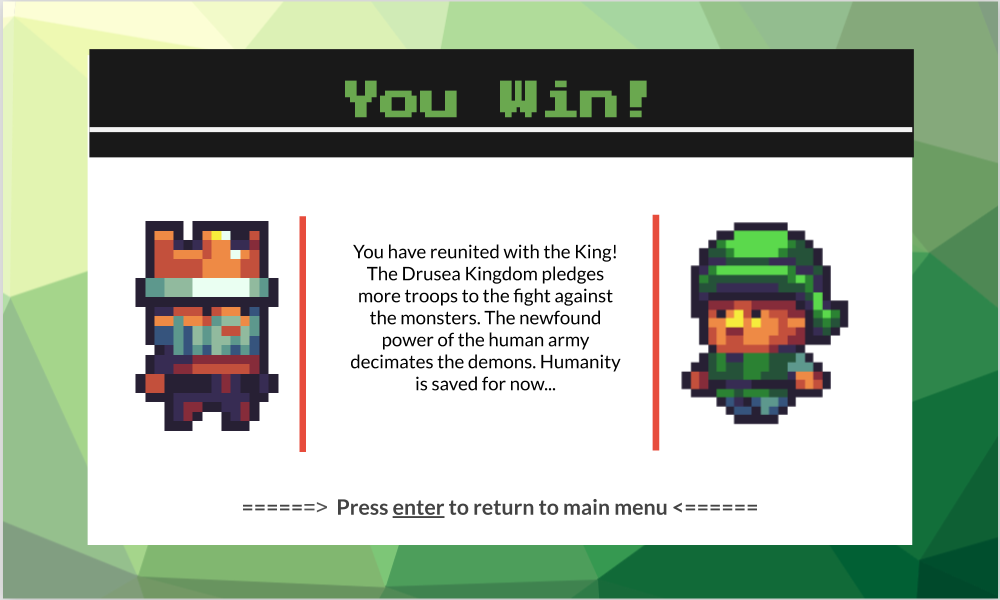 You Win!
You have reunited with the King!
The Drusea Kingdom pledges
more troops to the fight against
the monsters. The newfound
power of the human army
decimates the demons. Humanity
is saved for now...
======> Press enter to return to main menu <======